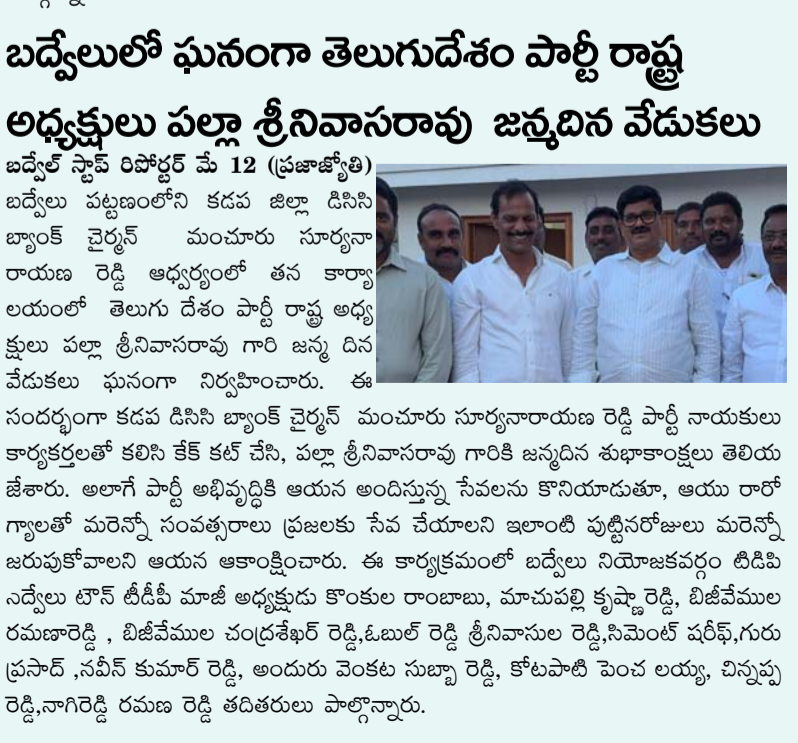 బద్వేలులో ఘనంగా తెలుగుదేశం పార్టీ రాష్ట్ర
అధ్యక్షులు పల్లా శ్రీనివాసరావు జన్మదిన వేడుకలు
బద్వేల్ స్టాప్ రిపోర్టర్ మే 12 (ప్రజాజ్యోతి)
బద్వేలు పట్టణంలోని కడప జిల్లా డిసిసి
బ్యాంక్ చైర్మన్ మంచూరు సూర్యనా
రాయణ రెడ్డి ఆధ్వర్యంలో తన కార్యా
లయంలో తెలుగు దేశం పార్టీ రాష్ట్ర అధ్య
క్షులు పల్లా శ్రీనివాసరావు గారి జన్మ దిన
వేడుకలు ఘనంగా నిర్వహించారు. ఈ
సందర్భంగా కడప డిసిసి బ్యాంక్ చైర్మన్ మంచూరు సూర్యనారాయణ రెడ్డి పార్టీ నాయకులు
కార్యకర్తలతో కలిసి కేక్ కట్ చేసి, పల్లా శ్రీనివాసరావు గారికి జన్మదిన శుభాకాంక్షలు తెలియ
జేశారు. అలాగే పార్టీ అభివృద్ధికి ఆయన అందిస్తున్న సేవలను కొనియాడుతూ, ఆయు రారో
గ్యాలతో మరెన్నో సంవత్సరాలు ప్రజలకు సేవ చేయాలని ఇలాంటి పుట్టినరోజులు మరెన్నో
జరుపుకోవాలని ఆయన ఆకాంక్షించారు. ఈ కార్యక్రమంలో బద్వేలు నియోజకవర్గం టిడిపి
ఎద్వేలు టౌన్ టీడీపీ మాజీ అధ్యక్షుడు కొంకుల రాంబాబు, మాచుపల్లి కృష్ణారెడ్డి, బిజీవేముల
రమణారెడ్డి , బిజీవేముల చంద్రశేఖర్ రెడ్డి,ఓబుల్ రెడ్డి శ్రీనివాసుల రెడ్డి,సిమెంట్ షరీఫ్,గురు
ప్రసాద్ ,నవీన్ కుమార్ రెడ్డి, అందురు వెంకట సుబ్బా రెడ్డి, కోటపాటి పెంచ లయ్య, చిన్నప్ప
రెడ్డి,నాగిరెడ్డి రమణ రెడ్డి తదితరులు పాల్గొన్నారు.